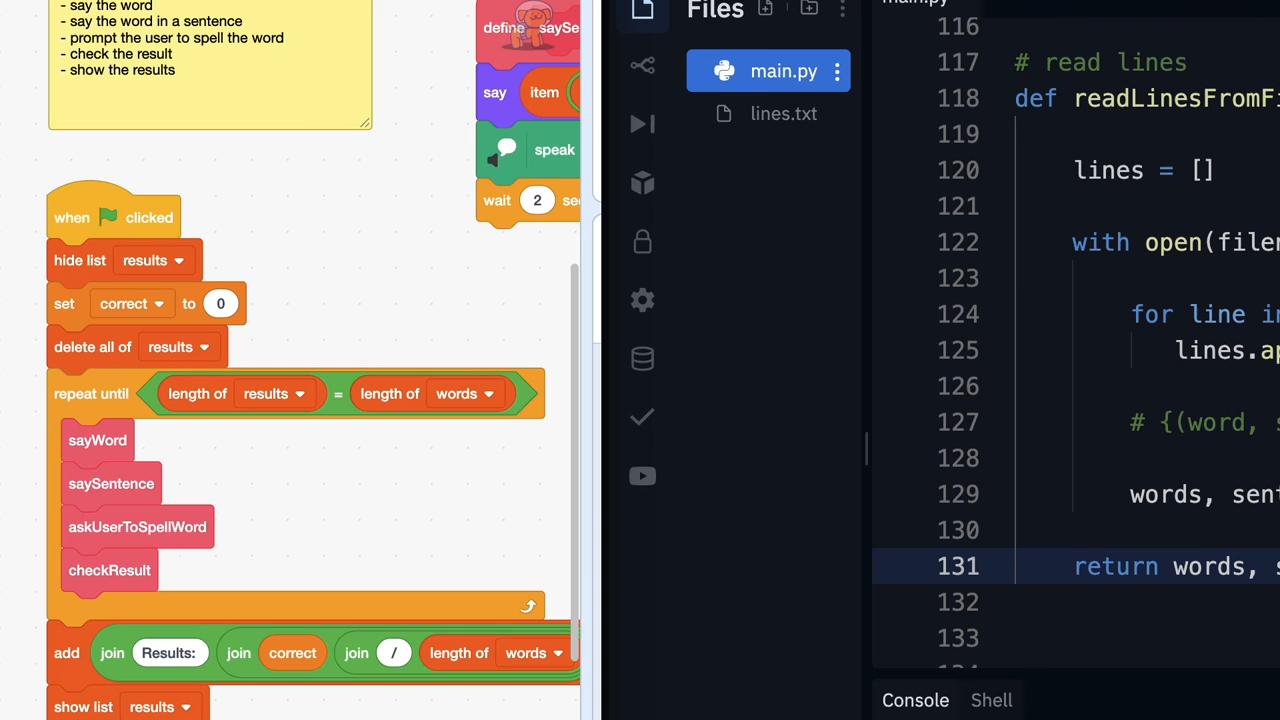 - say the word
- say the word in a sentence
- prompt the user to spell the word
- check the result
- show the results
when clicked
hide list results
set correct to 0
delete all of results
repeat until length of results = length of words
sayWord
saySentence
askUserToSpellWord
checkResult
add join Results: join correct join / length of words
show list results
define saySe
say item
speak
wait 2 sec
Files
main.py
lines.txt
main.py
116
117 # read lines
118 def readLinesFromFi
119
120 lines = []
121
122 with open(filen
123
124 for line in
125 lines.ap
126
127 # {(word, s
128
129 words, sent
130
131 return words, s
132
133
134
Console Shell